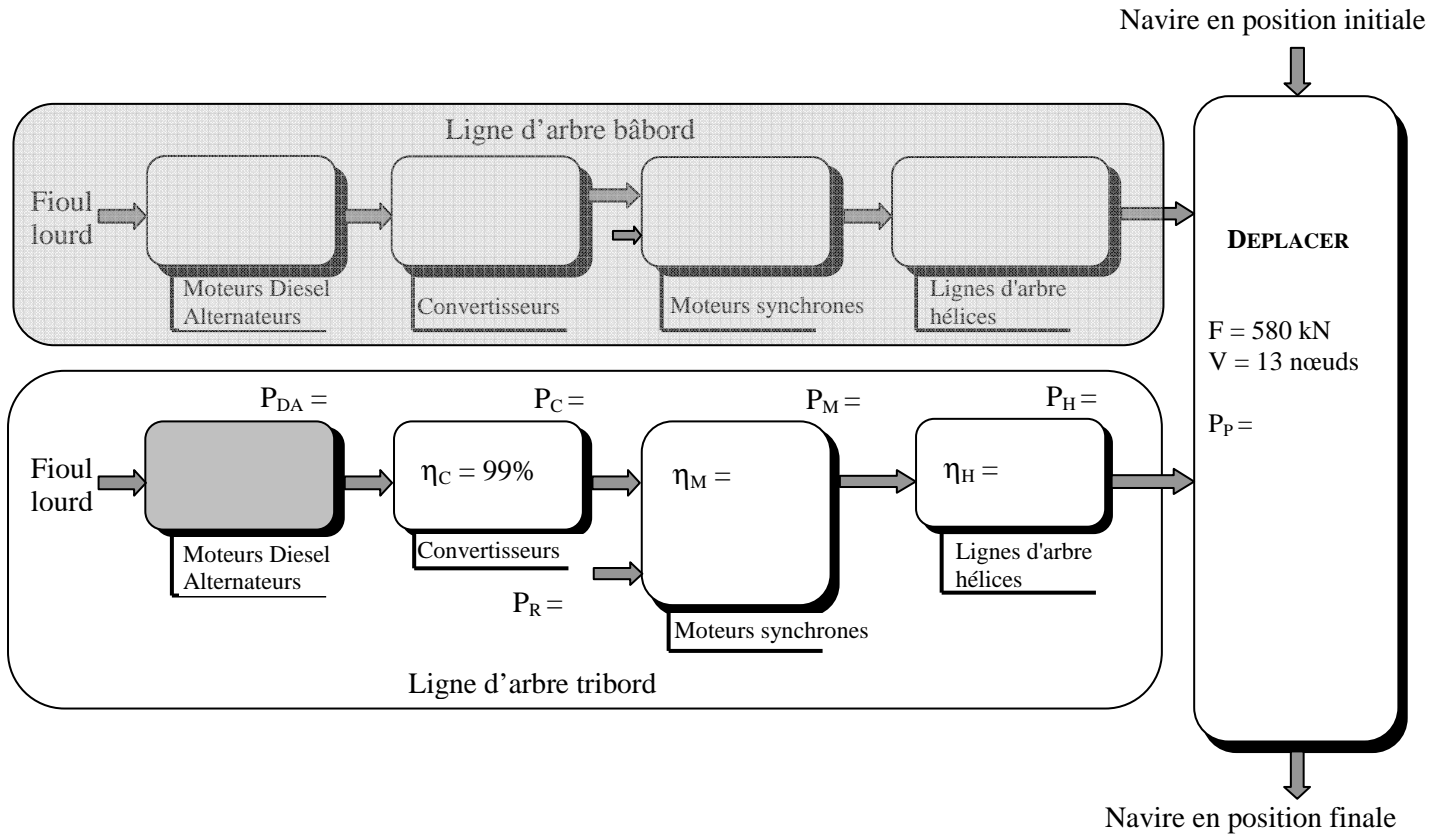 Navire en position initiale
Ligne d'arbre bâbord
Fioul
lourd
Moteurs Diesel
Alternateurs
Convertisseurs
Moteurs synchrones
Lignes d'arbre
hélices
DEPLACER
F = 580 kN
V = 13 nœuds
P_P =
P_DA =
P_C =
P_M =
P_H =
Fioul
lourd
η_C = 99%
η_M =
η_H =
Moteurs Diesel
Alternateurs
Convertisseurs
P_R =
Moteurs synchrones
Lignes d'arbre
hélices
Ligne d'arbre tribord
Navire en position finale